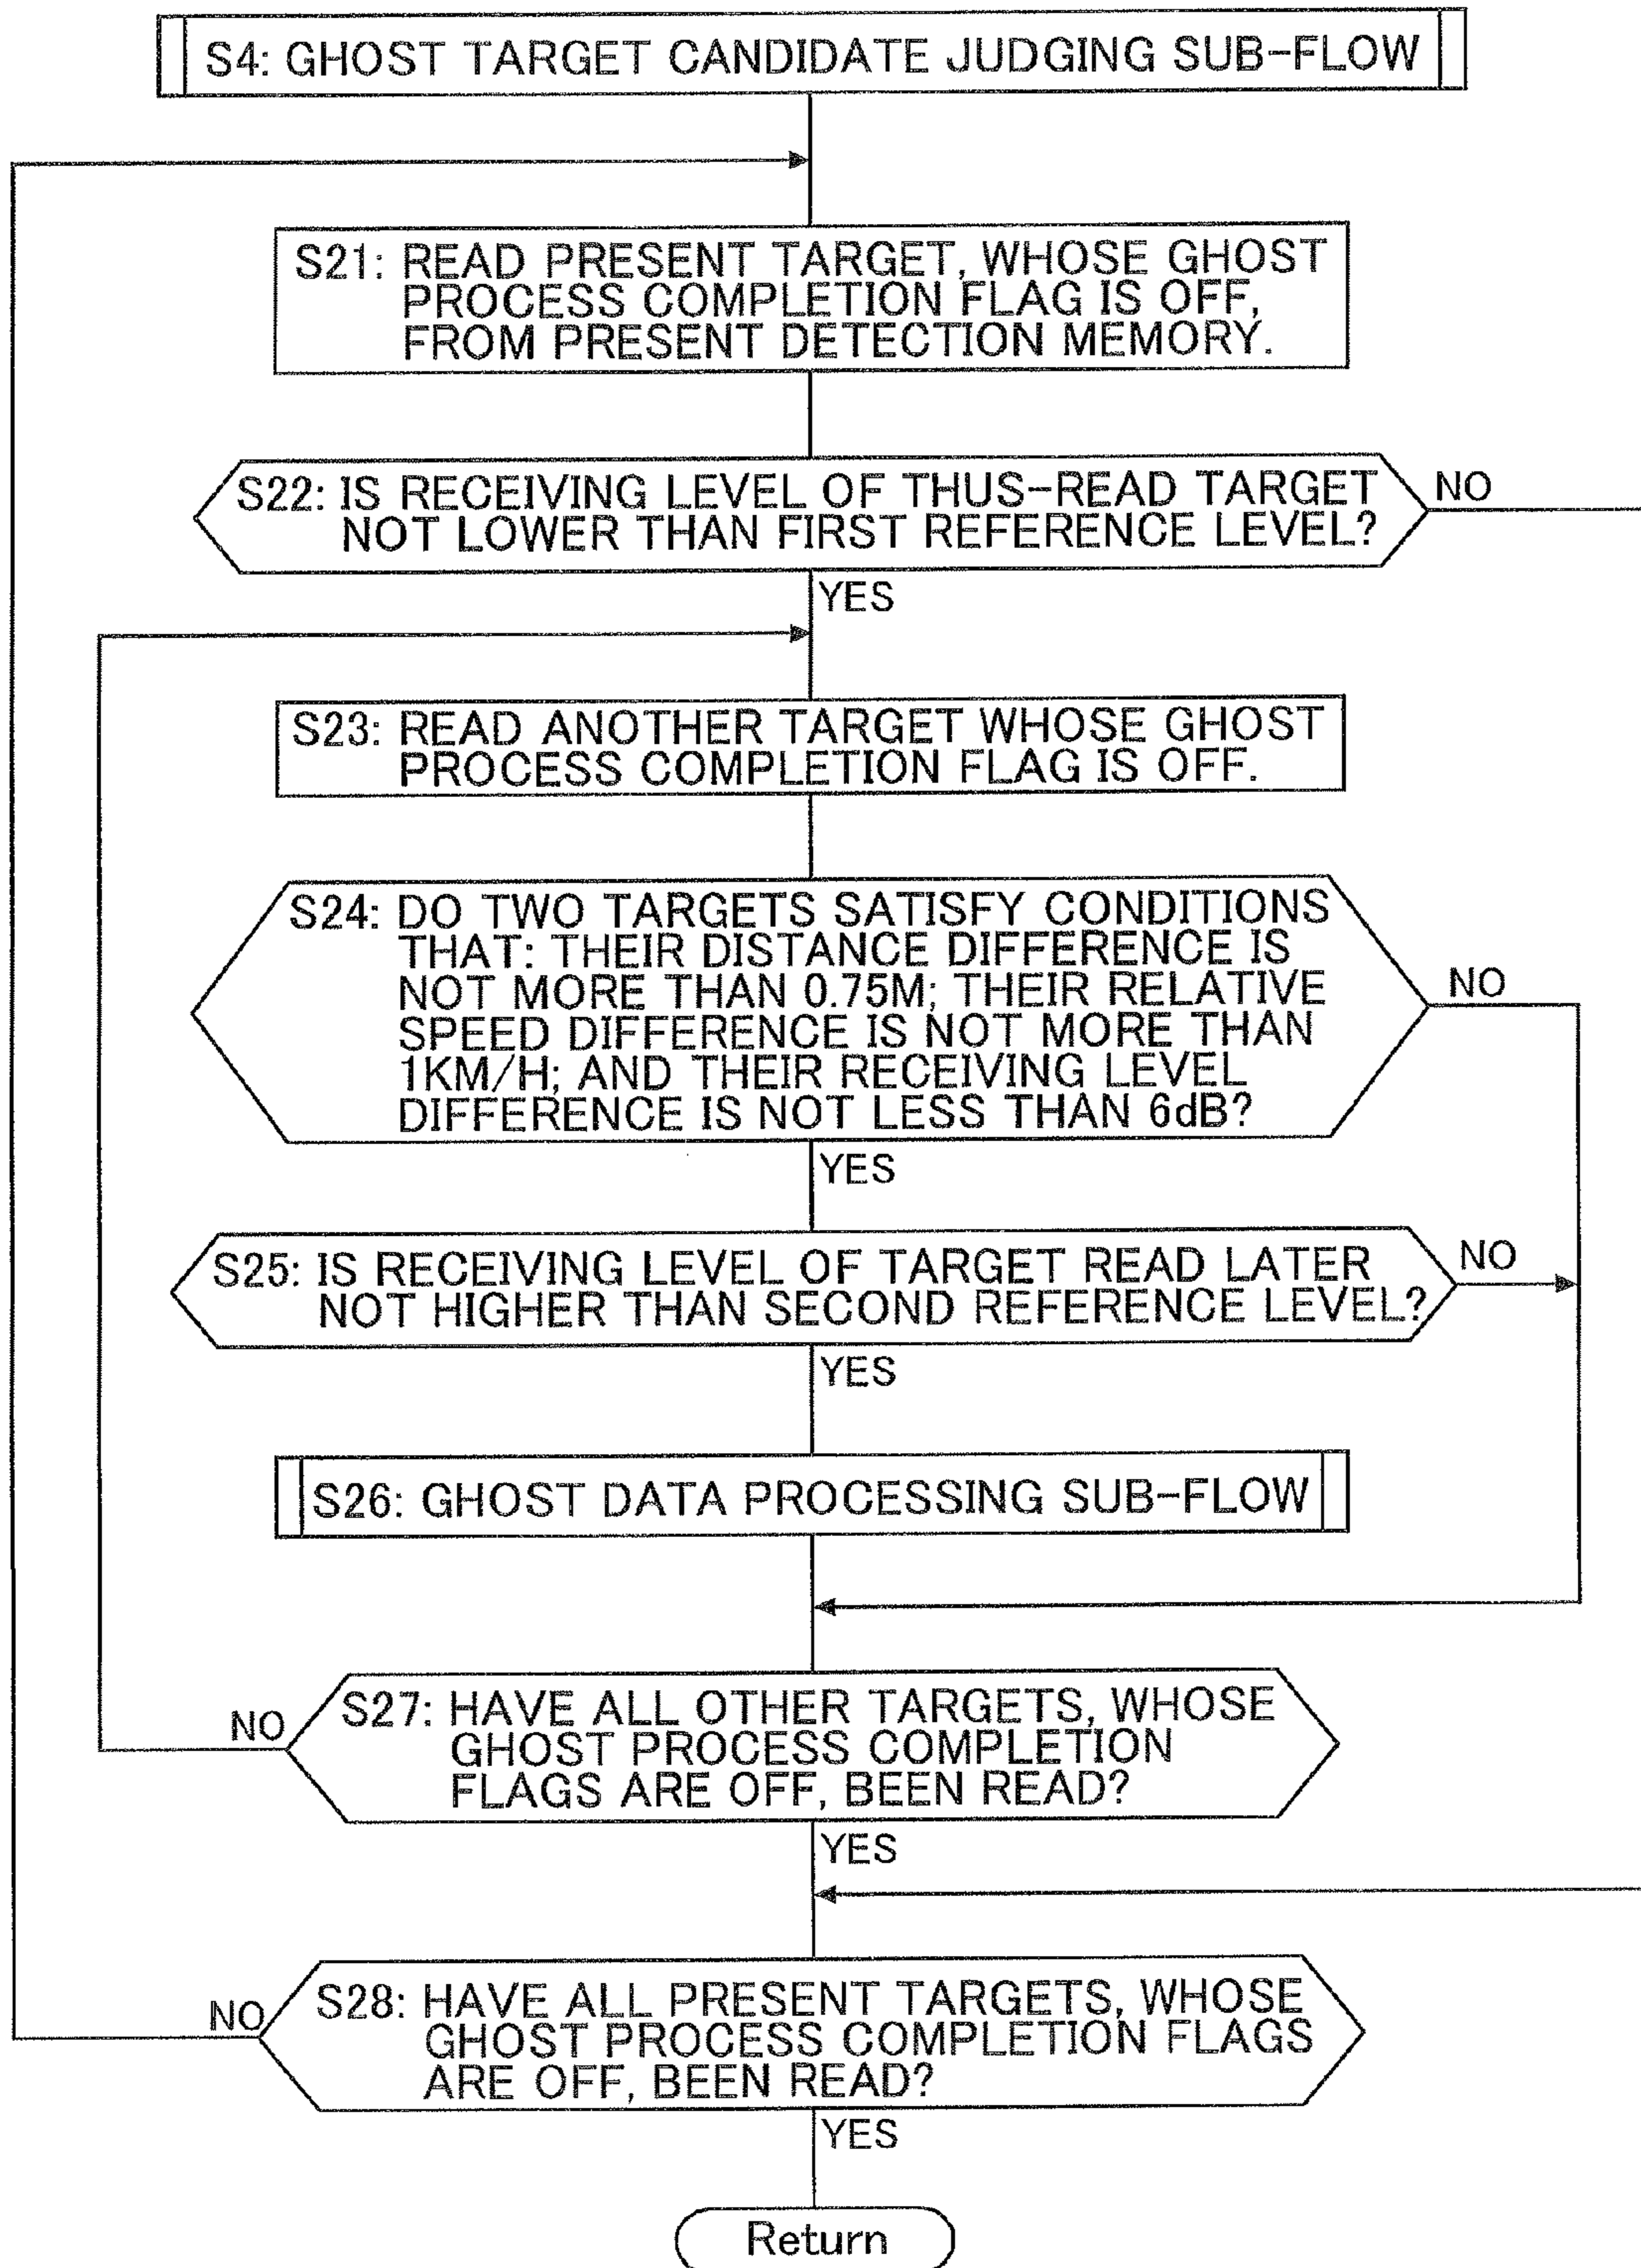 S4: GHOST TARGET CANDIDATE JUDGING SUB-FLOW
S21: READ PRESENT TARGET, WHOSE GHOST
PROCESS COMPLETION FLAG IS OFF,
FROM PRESENT DETECTION MEMORY.
S22: IS RECEIVING LEVEL OF THUS-READ TARGET
NOT LOWER THAN FIRST REFERENCE LEVEL?
NO
YES
S23: READ ANOTHER TARGET WHOSE GHOST
PROCESS COMPLETION FLAG IS OFF.
S24: DO TWO TARGETS SATISFY CONDITIONS
THAT: THEIR DISTANCE DIFFERENCE IS
NOT MORE THAN 0.75M; THEIR RELATIVE
SPEED DIFFERENCE IS NOT MORE THAN
1KM/H; AND THEIR RECEIVING LEVEL
DIFFERENCE IS NOT LESS THAN 6dB?
NO
YES
S25: IS RECEIVING LEVEL OF TARGET READ LATER
NOT HIGHER THAN SECOND REFERENCE LEVEL?
NO
YES
S26: GHOST DATA PROCESSING SUB-FLOW
S27: HAVE ALL OTHER TARGETS, WHOSE
GHOST PROCESS COMPLETION
FLAGS ARE OFF, BEEN READ?
NO
YES
S28: HAVE ALL PRESENT TARGETS, WHOSE
GHOST PROCESS COMPLETION FLAGS
ARE OFF, BEEN READ?
NO
YES
Return